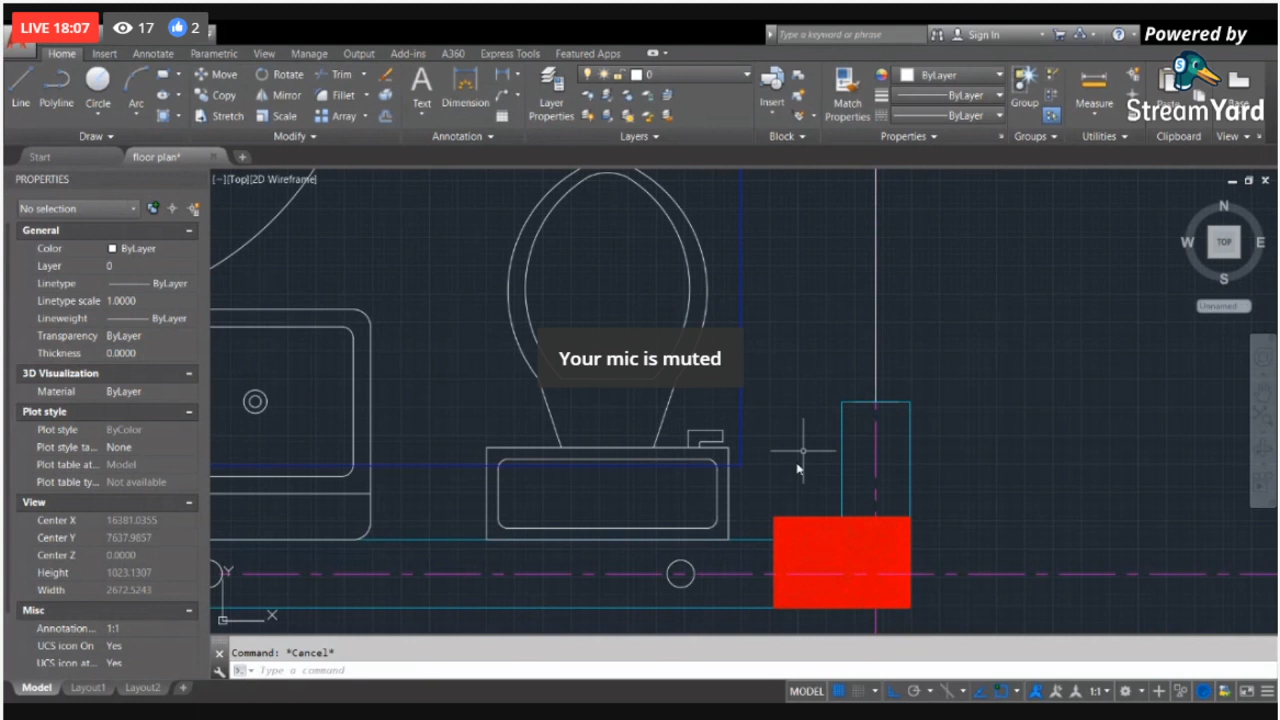 LIVE 18:07 17 2
Powered by
StreamYard
Type a keyword or phrase Sign In
Home Insert Annotate Parametric View Manage Output Add-ins A360 Express Tools Featured Apps
Line Polyline Circle Arc
Move Rotate Trim
Copy Mirror Fillet
Stretch Scale Array
Text Dimension
Layer Properties
0
Insert
Match Properties
ByLayer
ByLayer
ByLayer
Group
Measure
Paste
Base
Draw Modify Annotation Layers Block Properties Groups Utilities Clipboard View
Start floor plan*
PROPERTIES
[−][Top][2D Wireframe]
No selection
General
Color ByLayer
Layer 0
Linetype ByLayer
Linetype scale 1.0000
Lineweight ByLayer
Transparency ByLayer
Thickness 0.0000
3D Visualization
Material ByLayer
Plot style
Plot style ByColor
Plot style ta... None
Plot table at... Model
Plot table ty... Not available
View
Center X 16381.0355
Center Y 7637.9857
Center Z 0.0000
Height 1023.1307
Width 2672.5243
Misc
Annotation... 1:1
UCS icon On Yes
UCS icon at... Yes
N
W TOP E
S
Unnamed
Your mic is muted
Y
X
Command: *Cancel*
Type a command
Model Layout1 Layout2
MODEL 1:1